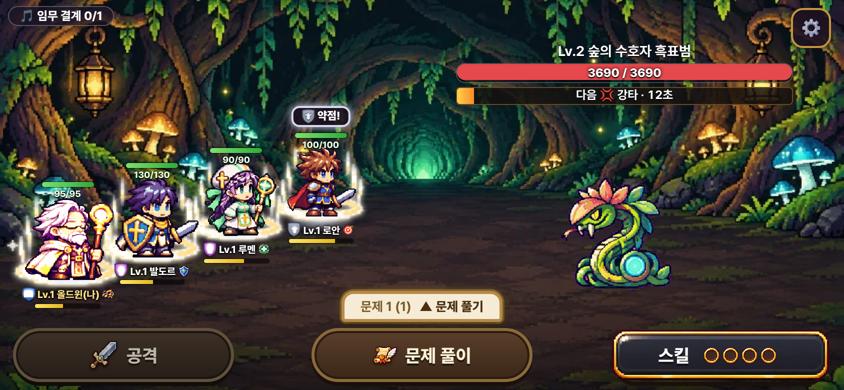 임무 결계 0/1
Lv.2 숲의 수호자 흑표범
3690 / 3690
다음 💢 강타 · 12초
약점!
100/100
90/90
130/130
95/95
Lv.1 로안
Lv.1 루멘
Lv.1 발도르
Lv.1 올드윈(나)
문제 1 (1) ▲ 문제 풀기
공격
문제 풀이
스킬